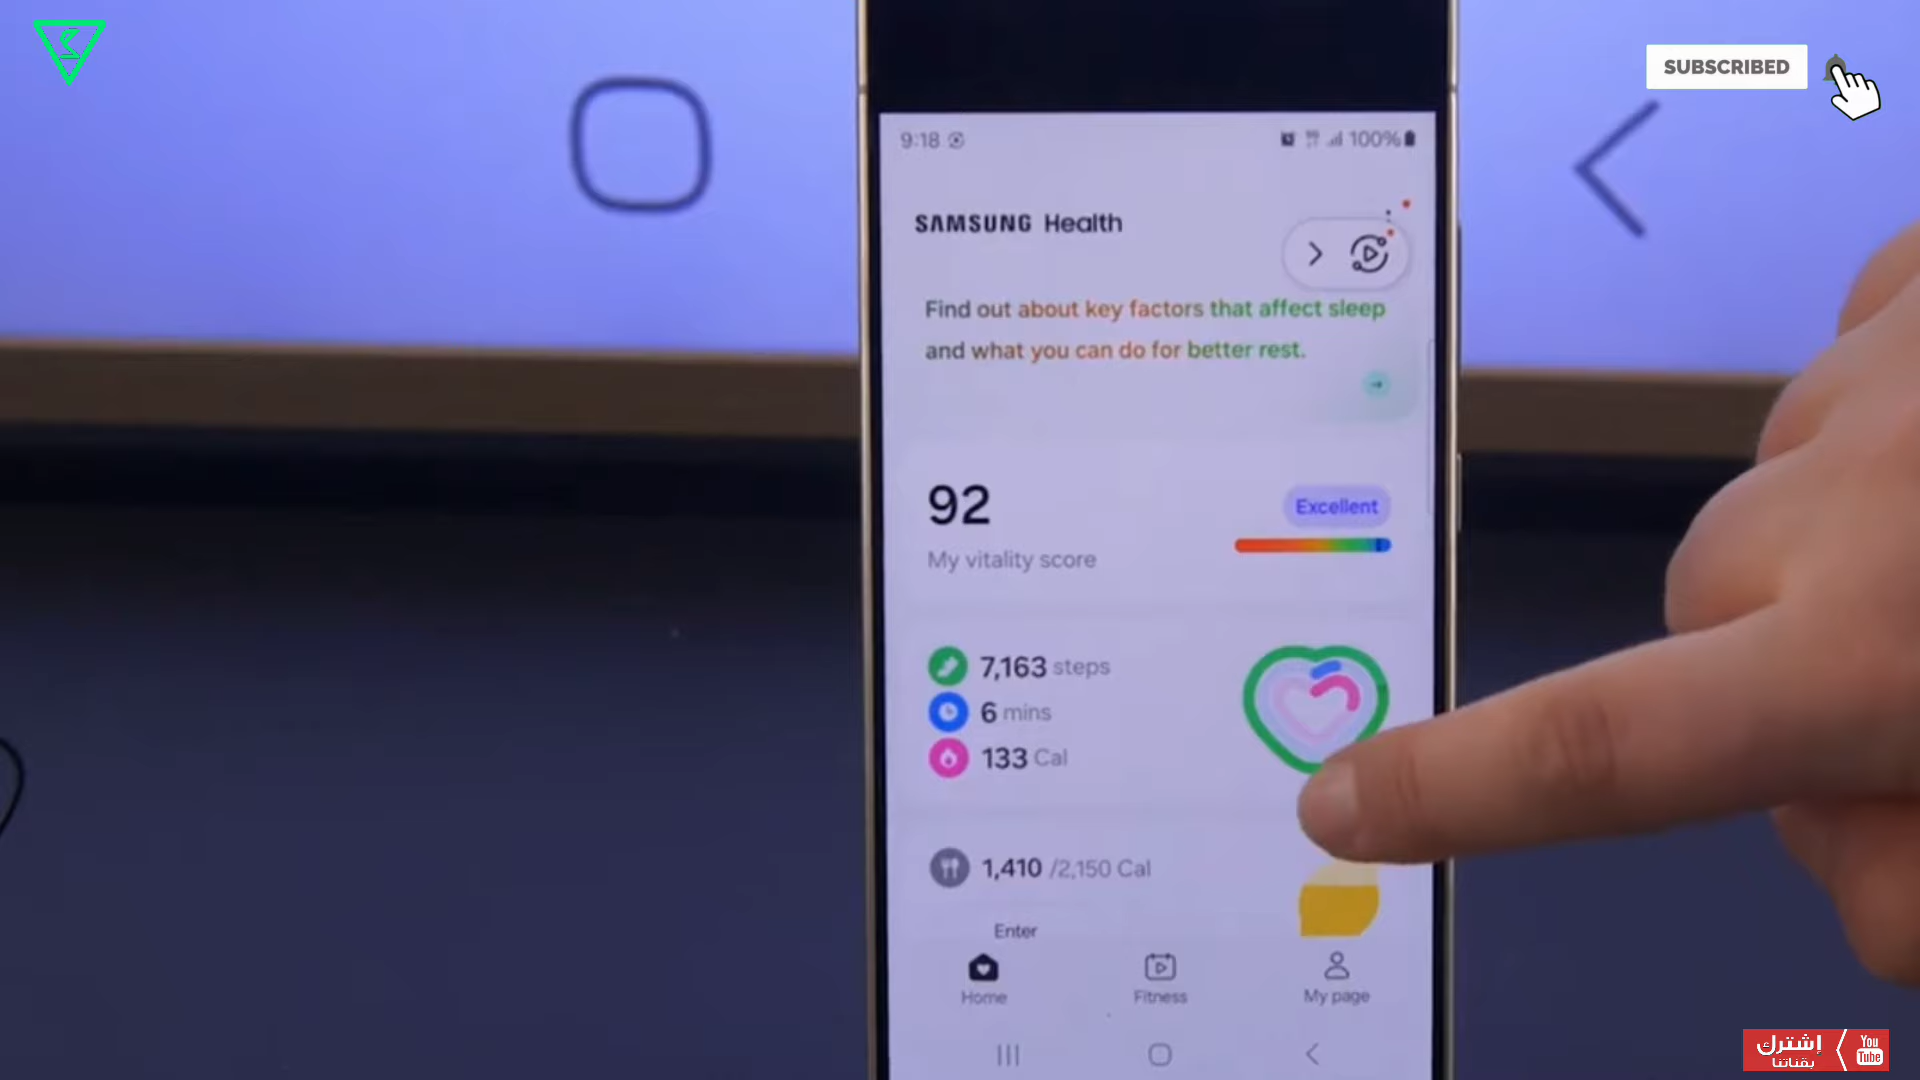 SUBSCRIBED
9:18
100%
SAMSUNG Health
Find out about key factors that affect sleep
and what you can do for better rest.
92
Excellent
My vitality score
7,163 steps
6 mins
133 Cal
1,410 /2,150 Cal
Enter
Home
Fitness
My page
إشترك
بقناتنا
You
Tube